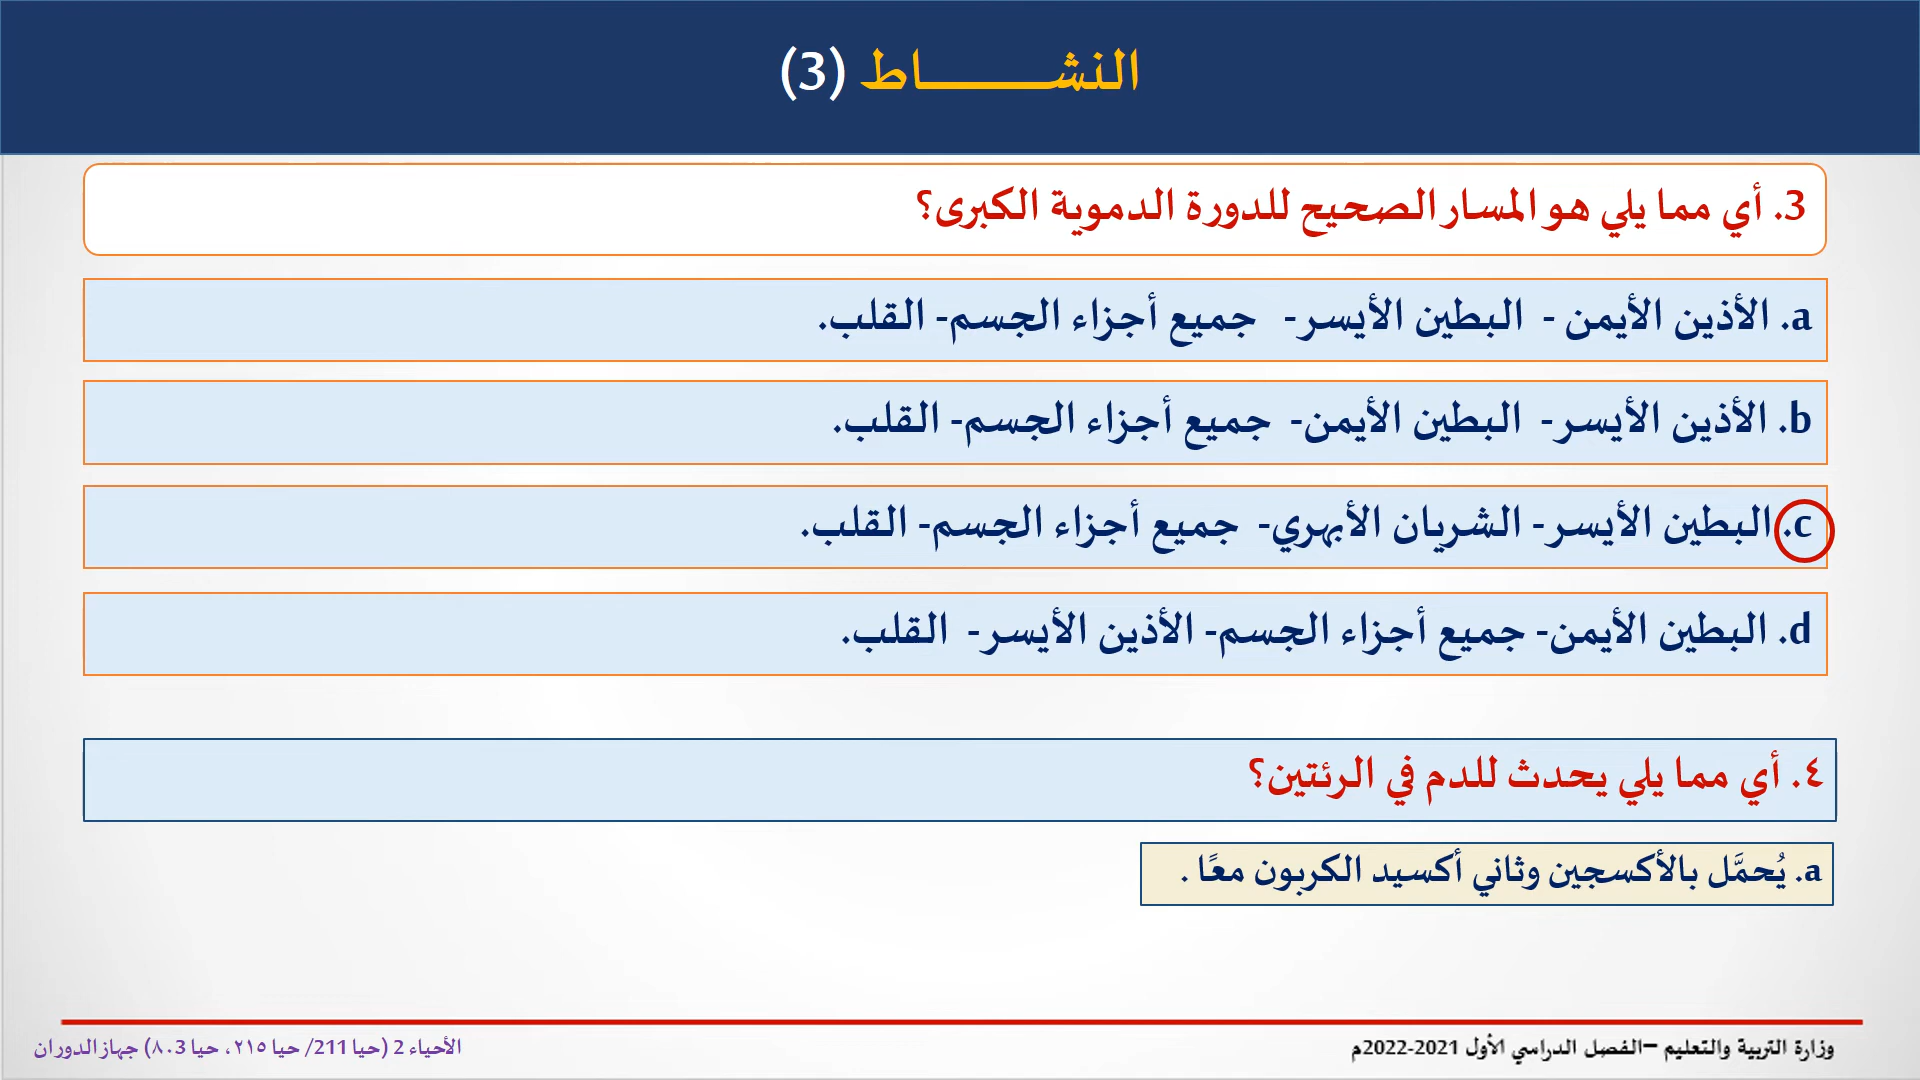 النشـــــــــــاط (3)
3. أي مما يلي هو المسار الصحيح للدورة الدموية الكبرى؟
a. الأذين الأيمن - البطين الأيسر- جميع أجزاء الجسم- القلب.
b. الأذين الأيسر- البطين الأيمن- جميع أجزاء الجسم- القلب.
c. البطين الأيسر- الشريان الأبهري- جميع أجزاء الجسم- القلب.
d. البطين الأيمن- جميع أجزاء الجسم- الأذين الأيسر- القلب.
٤. أي مما يلي يحدث للدم في الرئتين؟
a. يُحمَّل بالأكسجين وثاني أكسيد الكربون معًا .
وزارة التربية والتعليم –الفصل الدراسي الأول 2021-2022م
الأحياء 2 (حيا 211/ حيا ٢١٥، حيا ٨٠3) جهاز الدوران